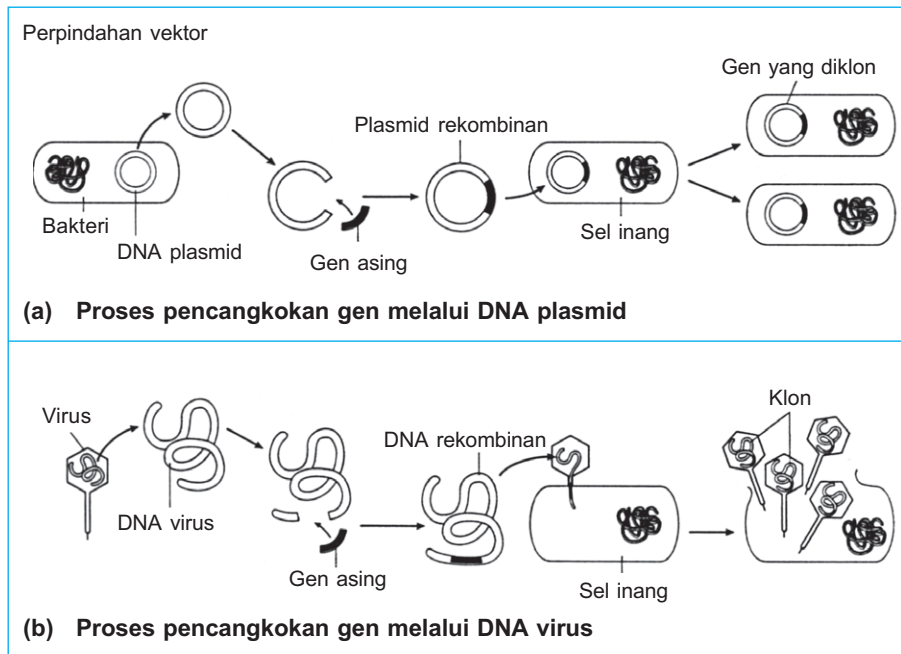 Perpindahan vektor
Gen yang diklon
Plasmid rekombinan
Bakteri
DNA plasmid
Gen asing
Sel inang
(a) Proses pencangkokan gen melalui DNA plasmid
Virus
Klon
DNA rekombinan
DNA virus
Gen asing
Sel inang
(b) Proses pencangkokan gen melalui DNA virus